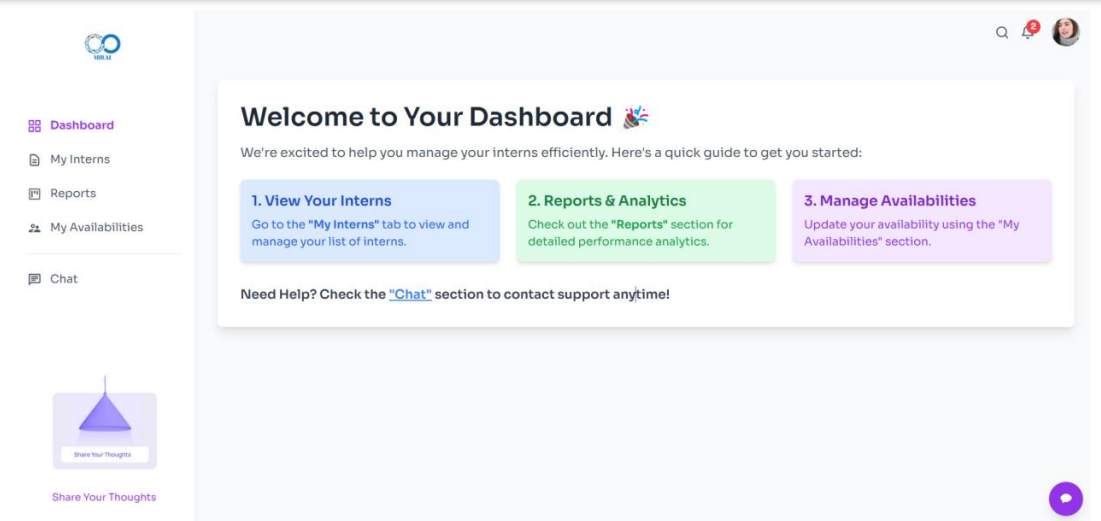 MIRAI
Dashboard
My Interns
Reports
My Availabilities
Chat
Share Your Thoughts
Share Your Thoughts
2
Welcome to Your Dashboard 🎉
We're excited to help you manage your interns efficiently. Here's a quick guide to get you started:
1. View Your Interns
Go to the "My Interns" tab to view and
manage your list of interns.
2. Reports & Analytics
Check out the "Reports" section for
detailed performance analytics.
3. Manage Availabilities
Update your availability using the "My
Availabilities" section.
Need Help? Check the "Chat" section to contact support anytime!